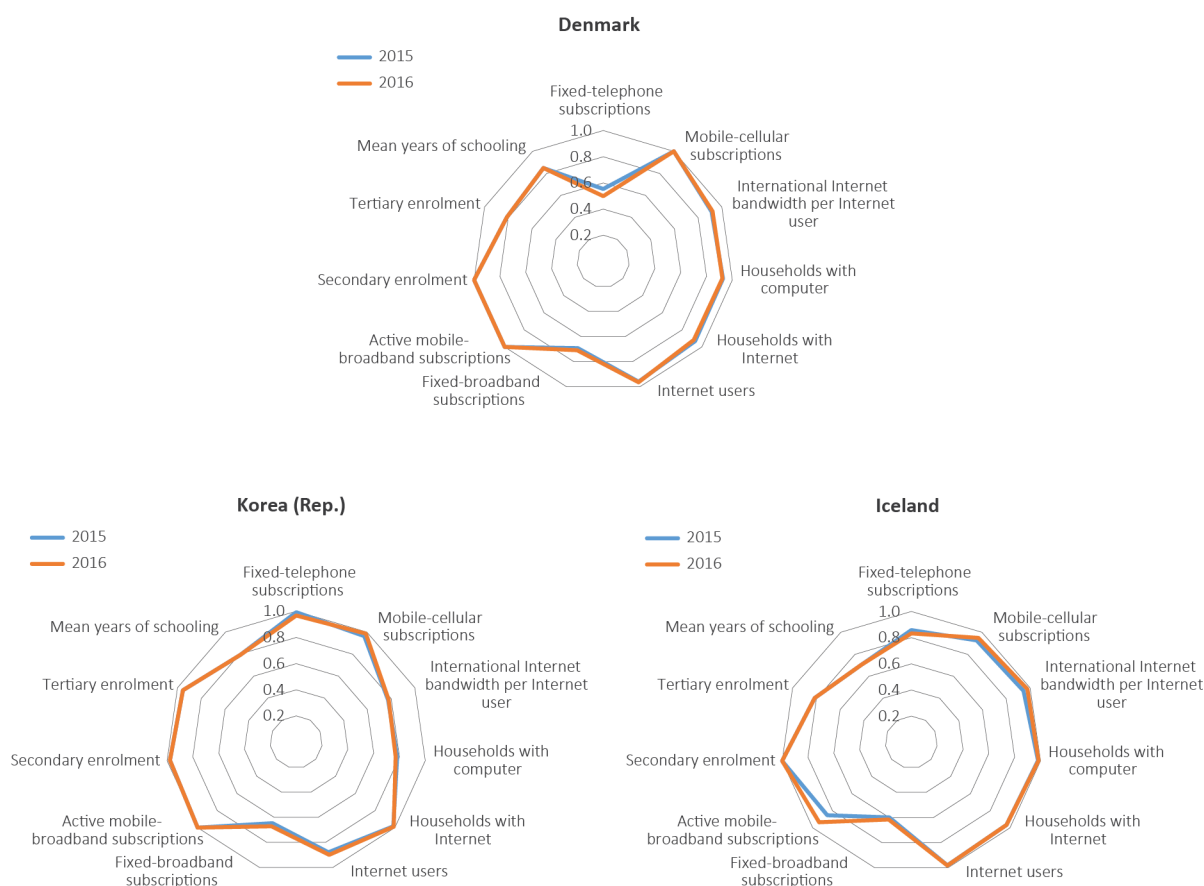 Denmark
2015
2016
Fixed-telephone
subscriptions
Mobile-cellular
subscriptions
International Internet
bandwidth per Internet
user
Households with
computer
Households with
Internet
Internet users
Fixed-broadband
subscriptions
Active mobile-
broadband subscriptions
Secondary enrolment
Tertiary enrolment
Mean years of schooling
1.0
0.8
0.6
0.4
0.2
Korea (Rep.)
2015
2016
Fixed-telephone
subscriptions
Mobile-cellular
subscriptions
International Internet
bandwidth per Internet
user
Households with
computer
Households with
Internet
Internet users
Fixed-broadband
subscriptions
Active mobile-
broadband subscriptions
Secondary enrolment
Tertiary enrolment
Mean years of schooling
1.0
0.8
0.6
0.4
0.2
Iceland
2015
2016
Fixed-telephone
subscriptions
Mobile-cellular
subscriptions
International Internet
bandwidth per Internet
user
Households with
computer
Households with
Internet
Internet users
Fixed-broadband
subscriptions
Active mobile-
broadband subscriptions
Secondary enrolment
Tertiary enrolment
Mean years of schooling
1.0
0.8
0.6
0.4
0.2